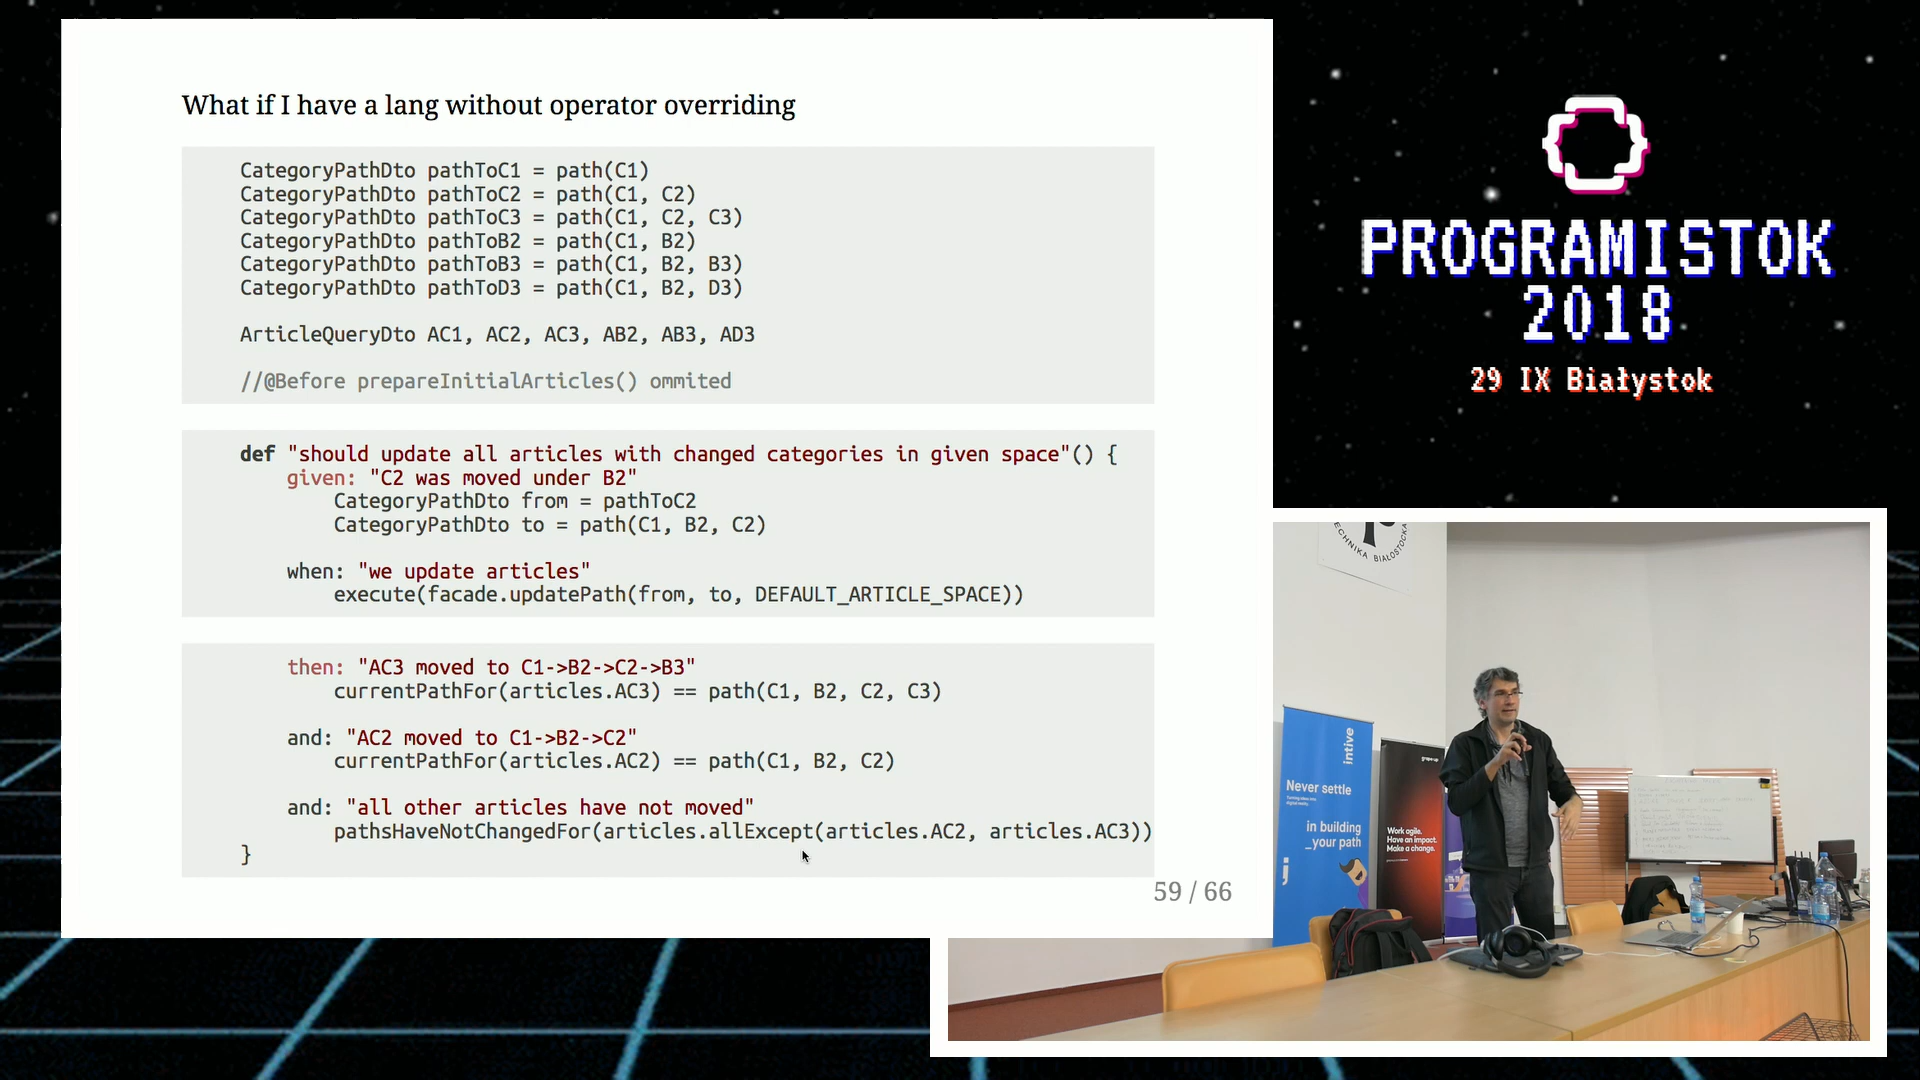 What if I have a lang without operator overriding
CategoryPathDto pathToC1 = path(C1)
CategoryPathDto pathToC2 = path(C1, C2)
CategoryPathDto pathToC3 = path(C1, C2, C3)
CategoryPathDto pathToB2 = path(C1, B2)
CategoryPathDto pathToB3 = path(C1, B2, B3)
CategoryPathDto pathToD3 = path(C1, B2, D3)
ArticleQueryDto AC1, AC2, AC3, AB2, AB3, AD3
//@Before prepareInitialArticles() ommited
def "should update all articles with changed categories in given space"() {
given: "C2 was moved under B2"
CategoryPathDto from = pathToC2
CategoryPathDto to = path(C1, B2, C2)
when: "we update articles"
execute(facade.updatePath(from, to, DEFAULT_ARTICLE_SPACE))
then: "AC3 moved to C1->B2->C2->B3"
currentPathFor(articles.AC3) == path(C1, B2, C2, C3)
and: "AC2 moved to C1->B2->C2"
currentPathFor(articles.AC2) == path(C1, B2, C2)
and: "all other articles have not moved"
pathsHaveNotChangedFor(articles.allExcept(articles.AC2, articles.AC3))
}
59 / 66
PROGRAMISTOK
2018
29 IX Białystok
ECHNIKA BIAŁOSTOCKA
intive
Never settle
in building
_your path
grape up
Work agile.
Have an impact.
Make a change.